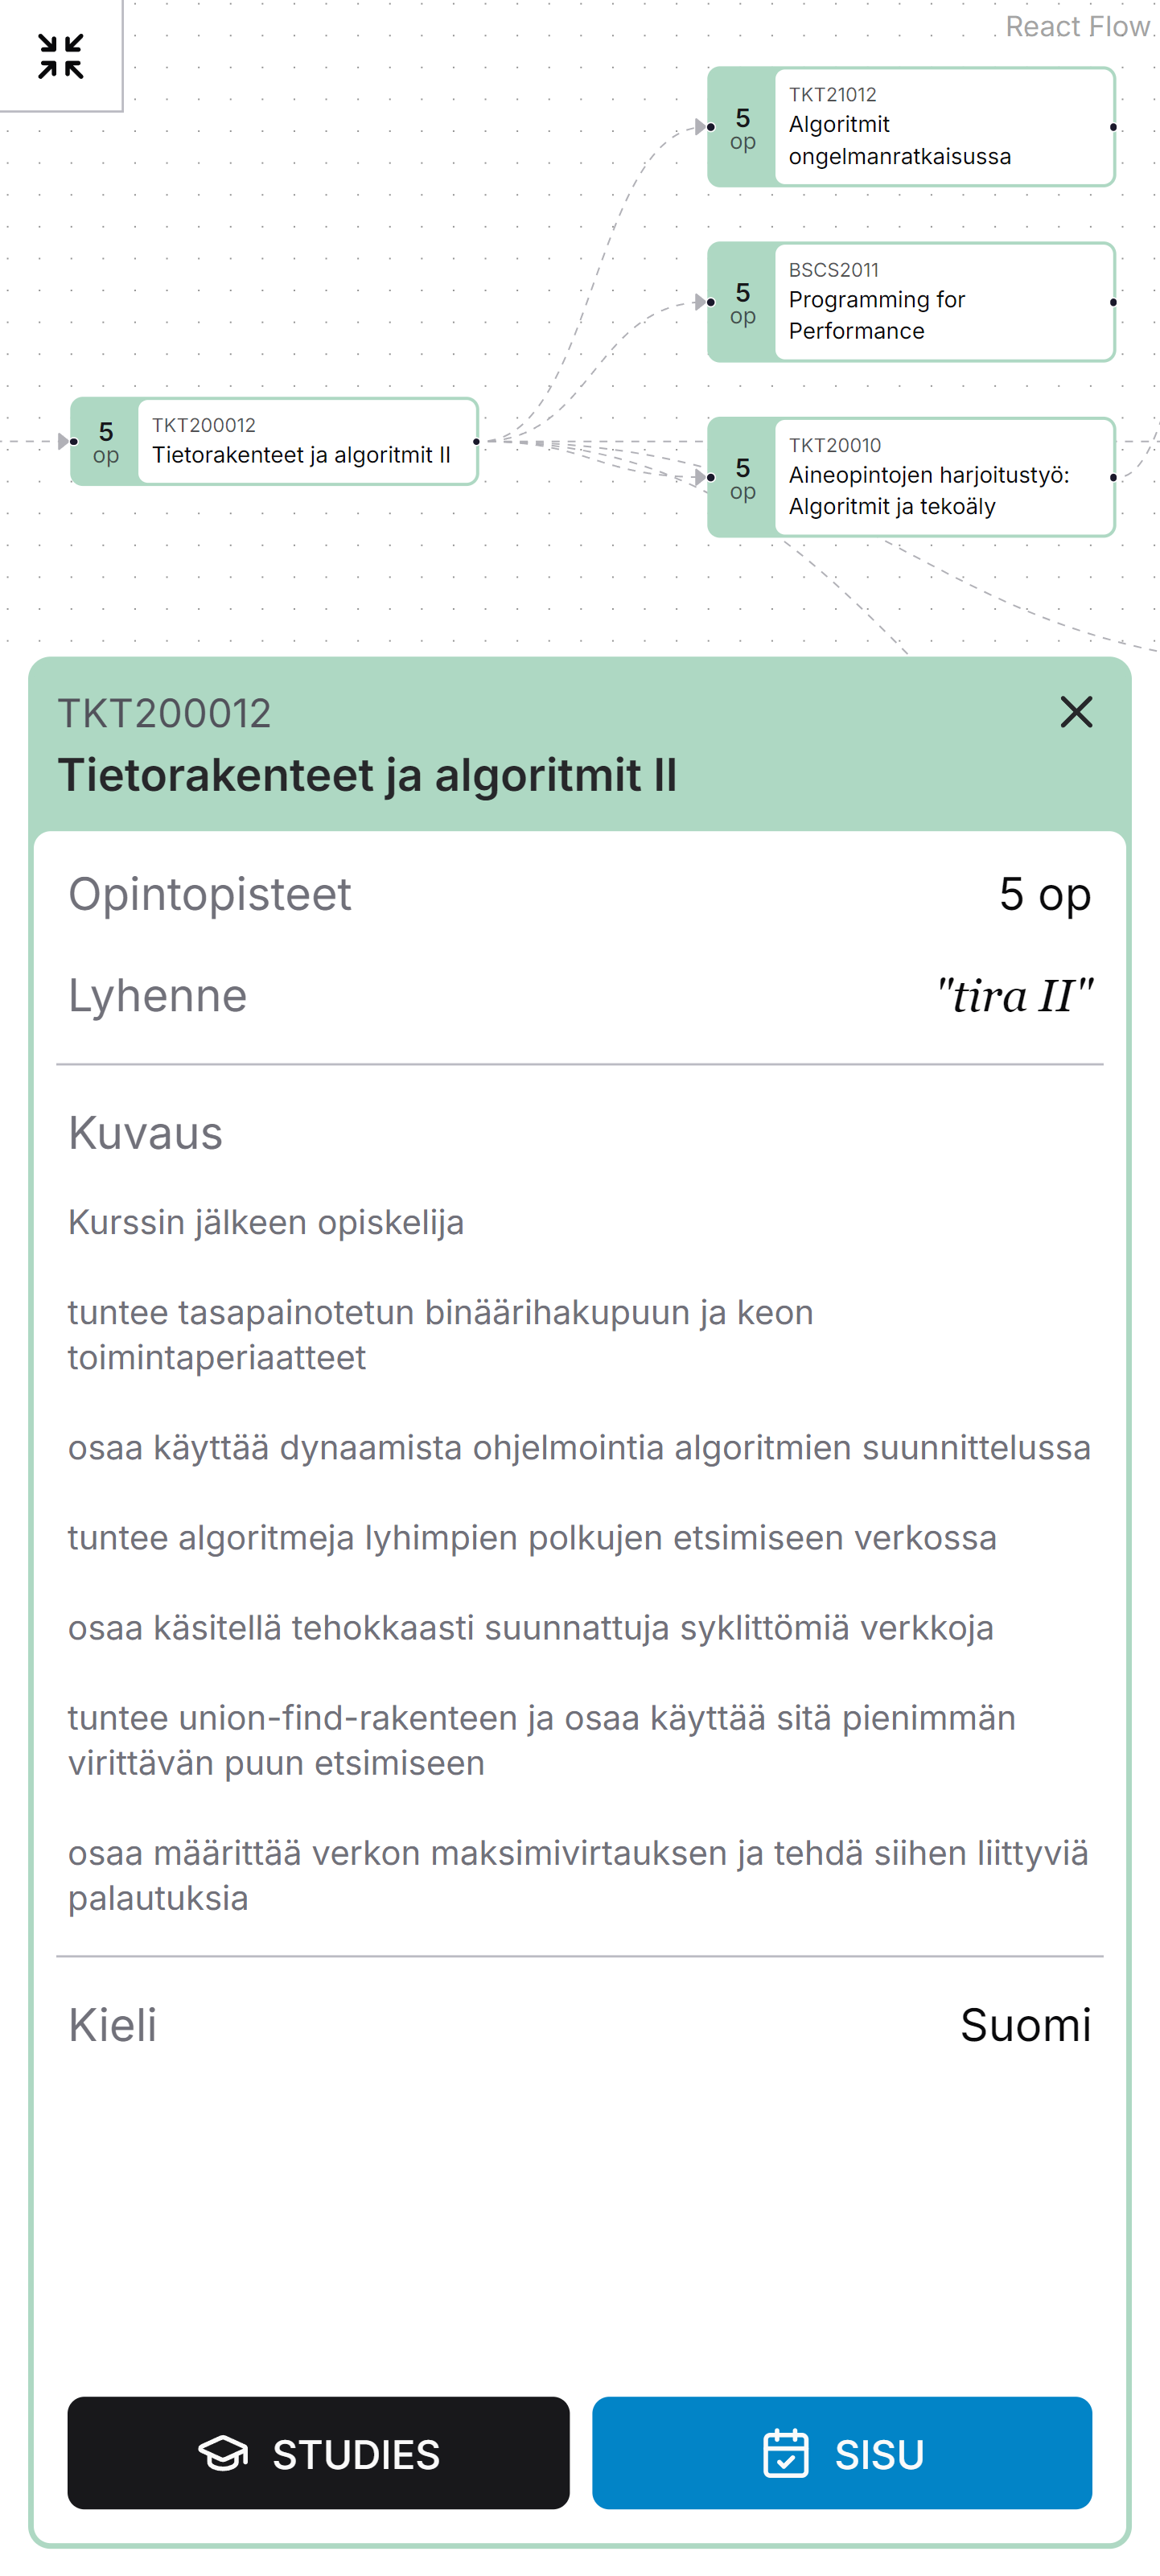 React Flow
5
op
TKT21012
Algoritmit
ongelmanratkaisussa
5
op
BSCS2011
Programming for
Performance
5
op
TKT200012
Tietorakenteet ja algoritmit II
5
op
TKT20010
Aineopintojen harjoitustyö:
Algoritmit ja tekoäly
TKT200012
Tietorakenteet ja algoritmit II
Opintopisteet 5 op
Lyhenne "tira II"
Kuvaus
Kurssin jälkeen opiskelija
tuntee tasapainotetun binäärihakupuun ja keon
toimintaperiaatteet
osaa käyttää dynaamista ohjelmointia algoritmien suunnittelussa
tuntee algoritmeja lyhimpien polkujen etsimiseen verkossa
osaa käsitellä tehokkaasti suunnattuja syklittömiä verkkoja
tuntee union-find-rakenteen ja osaa käyttää sitä pienimmän
virittävän puun etsimiseen
osaa määrittää verkon maksimivirtauksen ja tehdä siihen liittyviä
palautuksia
Kieli Suomi
STUDIES SISU